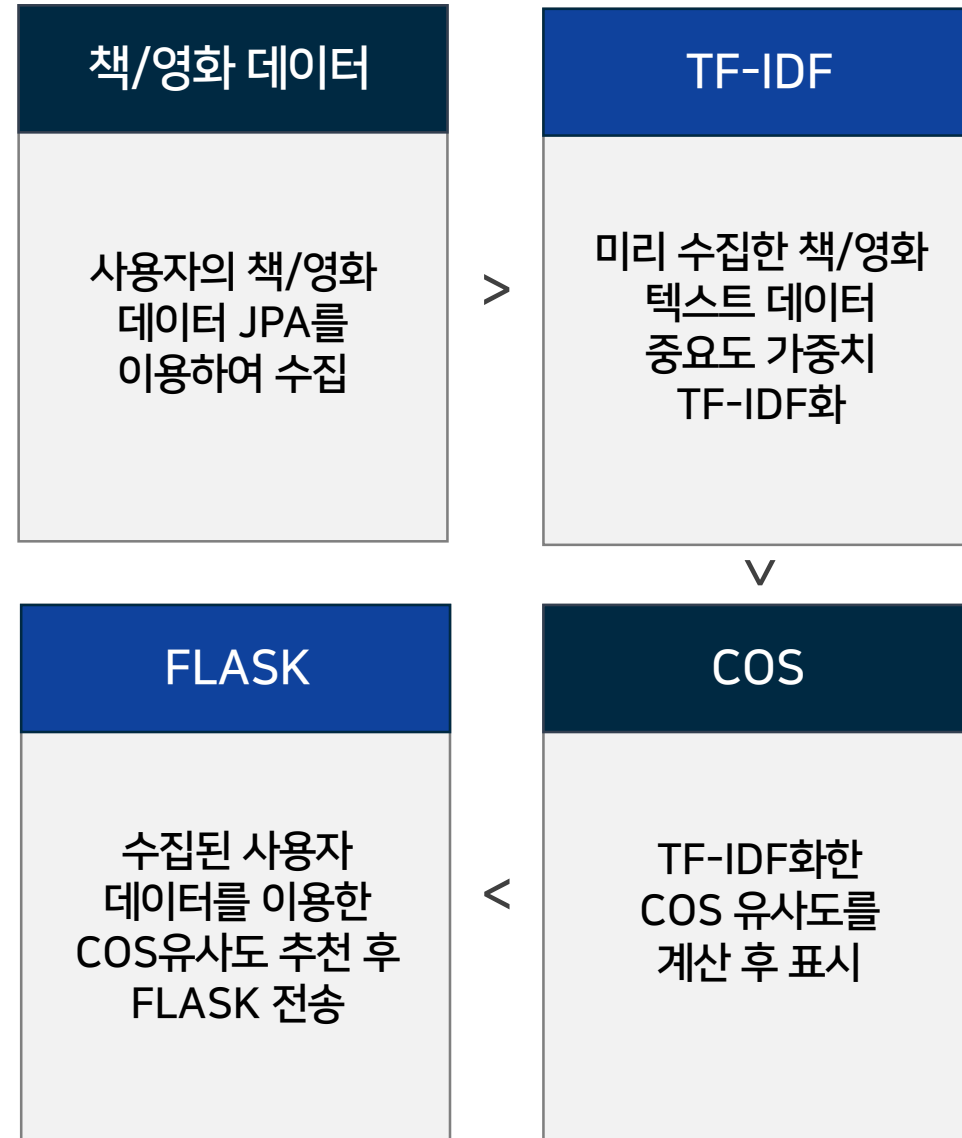 책/영화 데이터
사용자의 책/영화
데이터 JPA를
이용하여 수집
>
TF-IDF
미리 수집한 책/영화
텍스트 데이터
중요도 가중치
TF-IDF화
>
COS
TF-IDF화한
COS 유사도를
계산 후 표시
<
FLASK
수집된 사용자
데이터를 이용한
COS유사도 추천 후
FLASK 전송